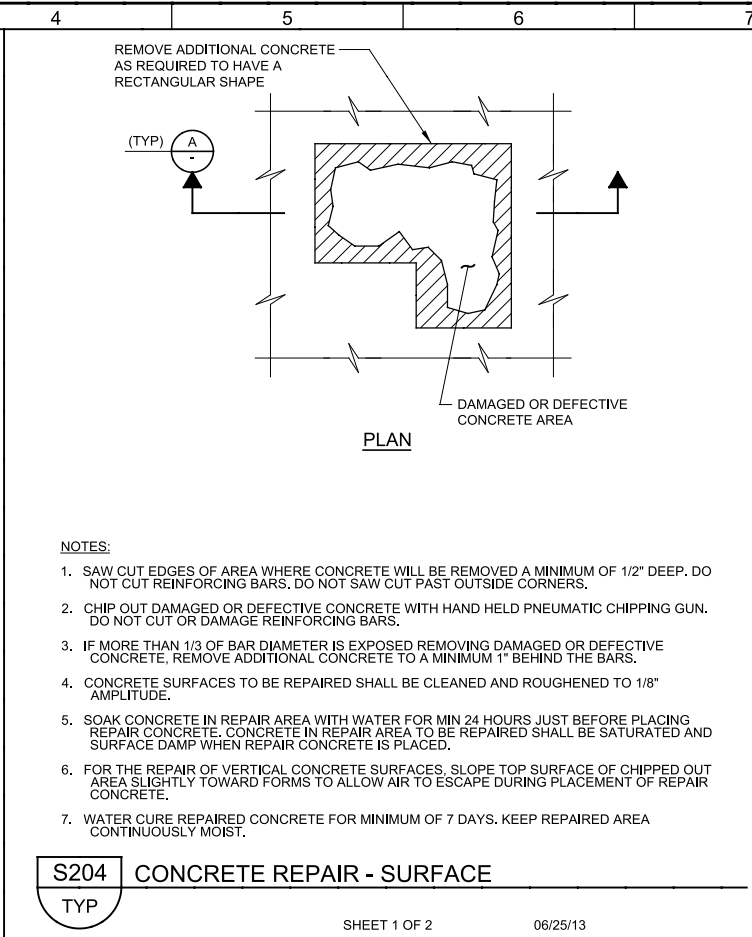 4 5 6 7
REMOVE ADDITIONAL CONCRETE
AS REQUIRED TO HAVE A
RECTANGULAR SHAPE
(TYP) A
-
DAMAGED OR DEFECTIVE
CONCRETE AREA
PLAN
NOTES:
1. SAW CUT EDGES OF AREA WHERE CONCRETE WILL BE REMOVED A MINIMUM OF 1/2" DEEP. DO
NOT CUT REINFORCING BARS. DO NOT SAW CUT PAST OUTSIDE CORNERS.
2. CHIP OUT DAMAGED OR DEFECTIVE CONCRETE WITH HAND HELD PNEUMATIC CHIPPING GUN.
DO NOT CUT OR DAMAGE REINFORCING BARS.
3. IF MORE THAN 1/3 OF BAR DIAMETER IS EXPOSED REMOVING DAMAGED OR DEFECTIVE
CONCRETE, REMOVE ADDITIONAL CONCRETE TO A MINIMUM 1" BEHIND THE BARS.
4. CONCRETE SURFACES TO BE REPAIRED SHALL BE CLEANED AND ROUGHENED TO 1/8"
AMPLITUDE.
5. SOAK CONCRETE IN REPAIR AREA WITH WATER FOR MIN 24 HOURS JUST BEFORE PLACING
REPAIR CONCRETE. CONCRETE IN REPAIR AREA TO BE REPAIRED SHALL BE SATURATED AND
SURFACE DAMP WHEN REPAIR CONCRETE IS PLACED.
6. FOR THE REPAIR OF VERTICAL CONCRETE SURFACES, SLOPE TOP SURFACE OF CHIPPED OUT
AREA SLIGHTLY TOWARD FORMS TO ALLOW AIR TO ESCAPE DURING PLACEMENT OF REPAIR
CONCRETE.
7. WATER CURE REPAIRED CONCRETE FOR MINIMUM OF 7 DAYS. KEEP REPAIRED AREA
CONTINUOUSLY MOIST.
S204 CONCRETE REPAIR - SURFACE
TYP
SHEET 1 OF 2 06/25/13